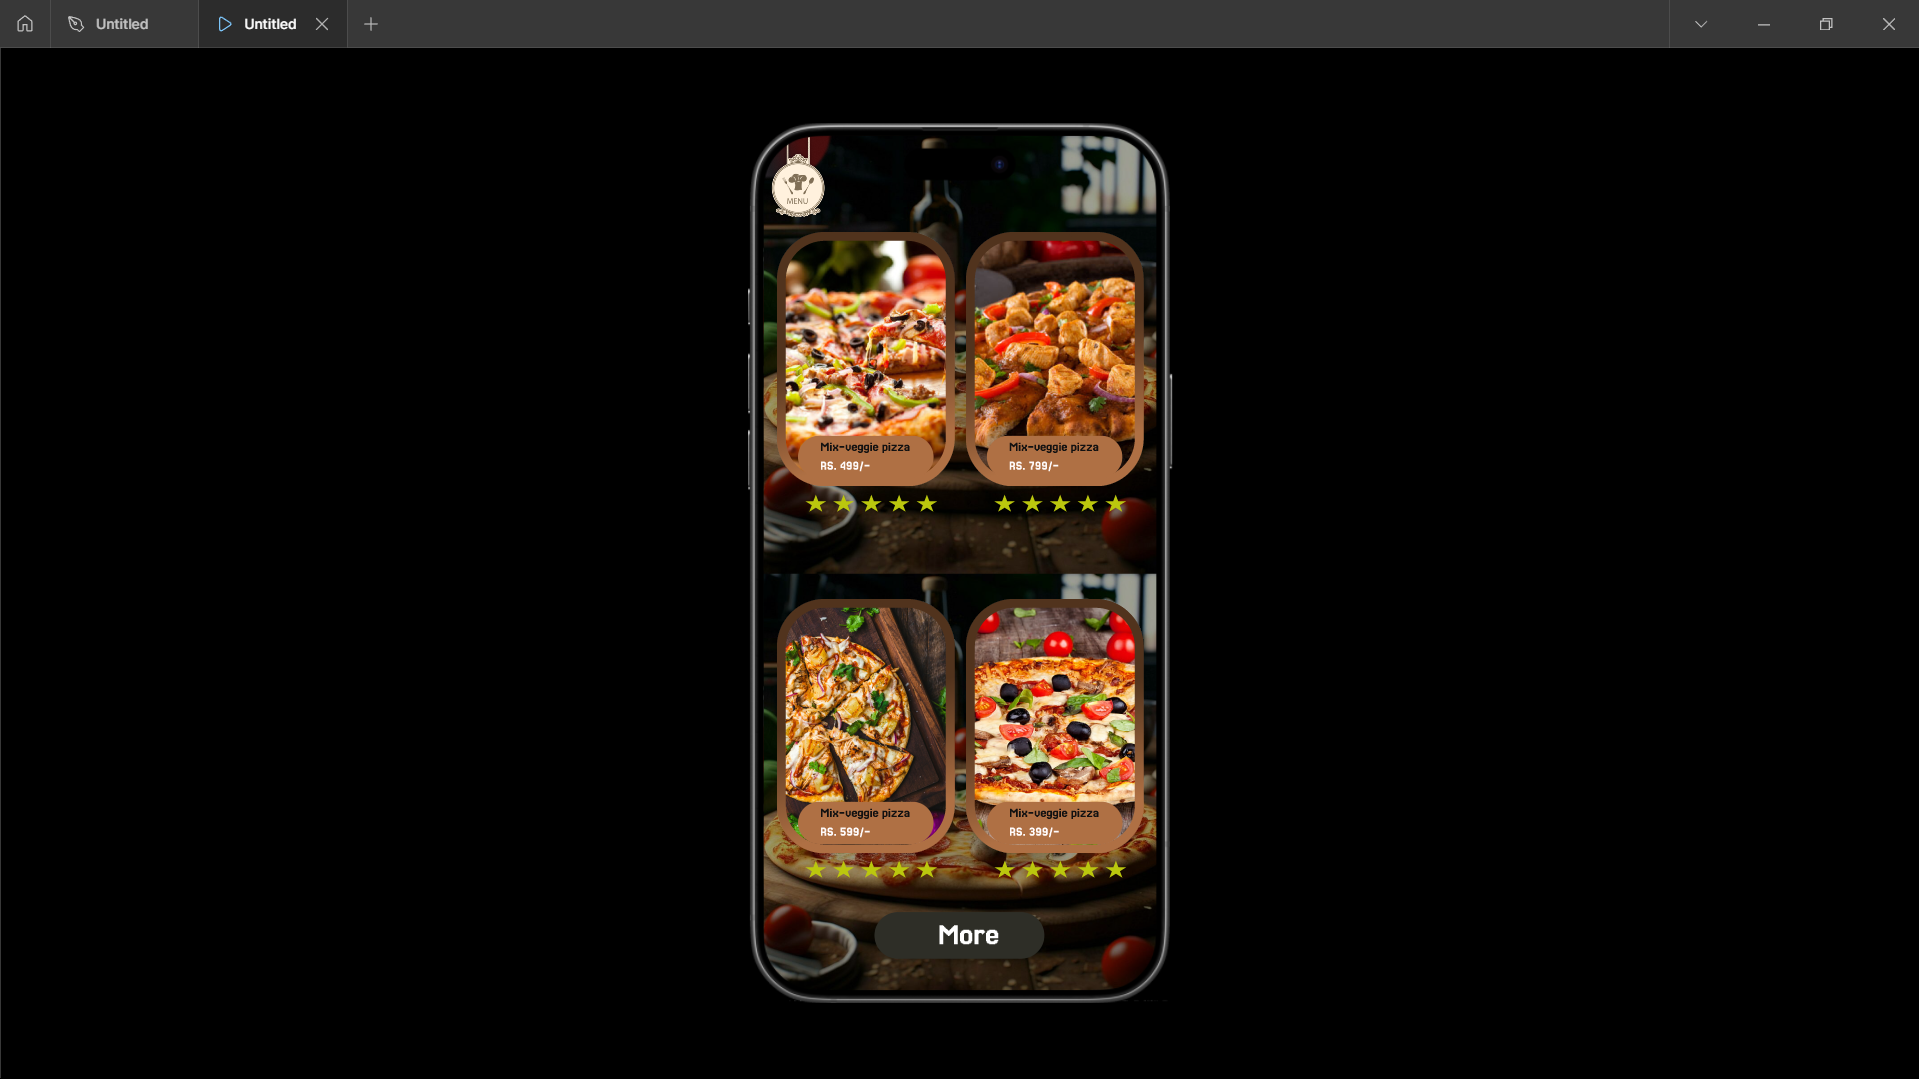 Untitled
Untitled
MENU
Mix-veggie pizza
RS. 499/-
Mix-veggie pizza
RS. 799/-
Mix-veggie pizza
RS. 599/-
Mix-veggie pizza
RS. 399/-
More